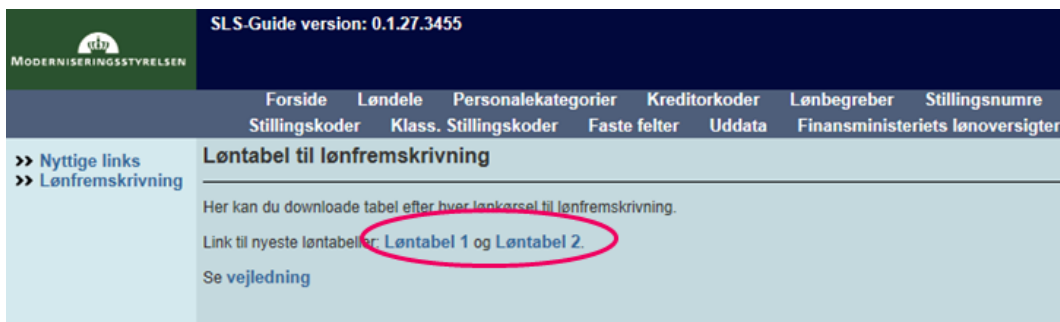 SLS-Guide version: 0.1.27.3455
MODERNISERINGSSTYRELSEN
Forside Løndele Personalekategorier Kreditorkoder Lønbegreber Stillingsnumre
Stillingskoder Klass. Stillingskoder Faste felter Uddata Finansministeriets lønoversigter
>> Nyttige links
>> Lønfremskrivning
Løntabel til lønfremskrivning
Her kan du downloade tabel efter hver lønkørsel til lønfremskrivning.
Link til nyeste løntabeller: Løntabel 1 og Løntabel 2.
Se vejledning